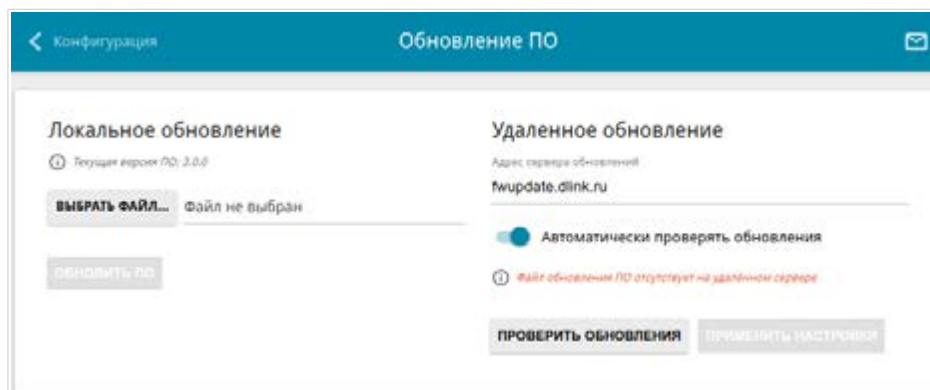 Конфигурация
Обновление ПО
Локальное обновление
Текущая версия ПО: 3.0.0
ВЫБРАТЬ ФАЙЛ... Файл не выбран
ОБНОВИТЬ ПО
Удаленное обновление
Адрес сервера обновлений
fwupdate.dlink.ru
Автоматически проверять обновления
Файл обновления ПО отсутствует на удалённом сервере
ПРОВЕРИТЬ ОБНОВЛЕНИЯ ПРИМЕНИТЬ НАСТРОЙКИ